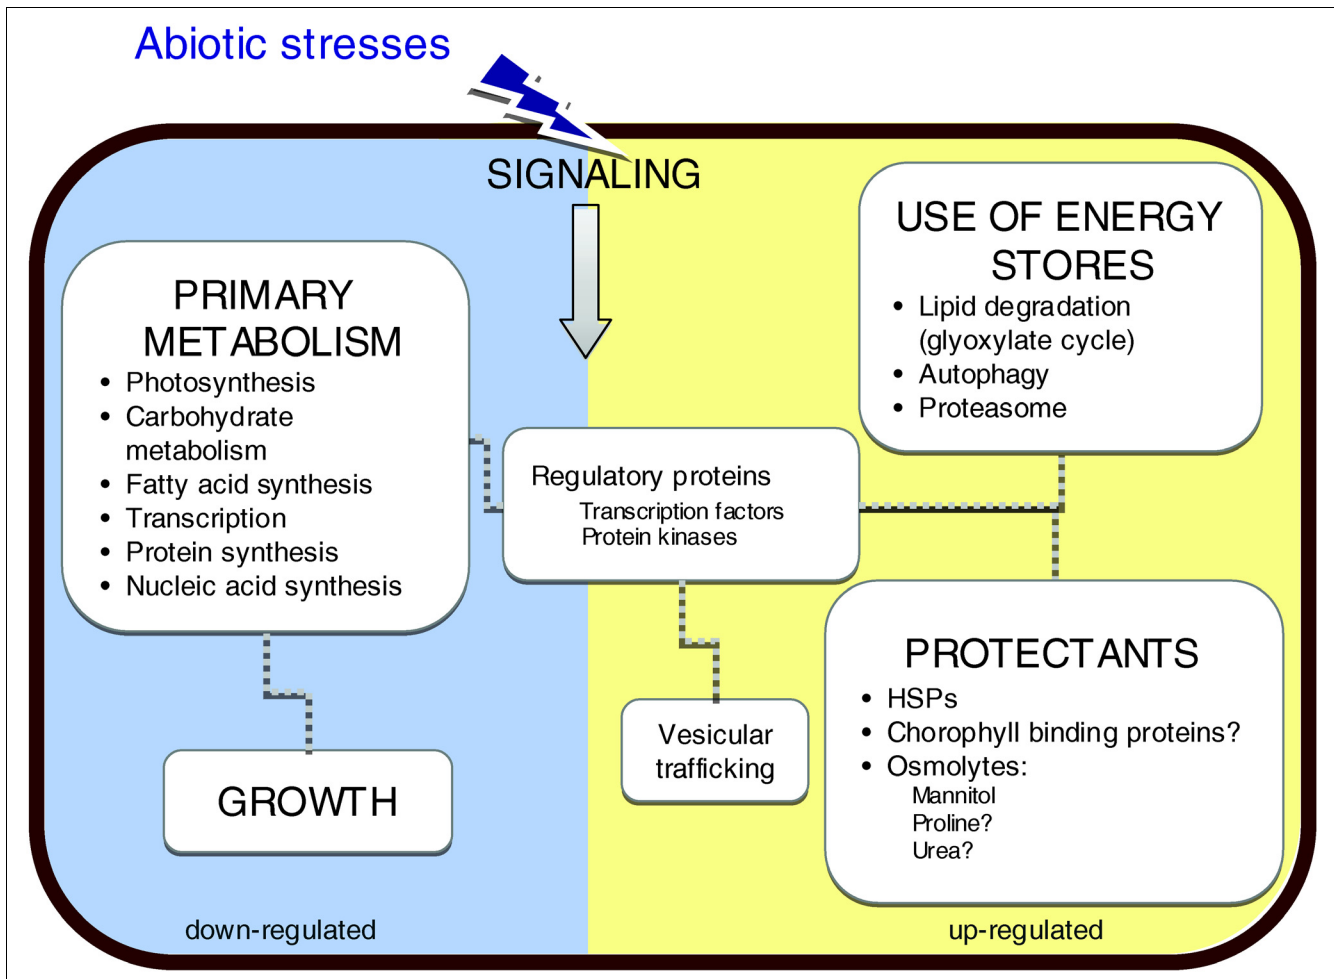 Abiotic stresses
SIGNALING
PRIMARY
METABOLISM
• Photosynthesis
• Carbohydrate
metabolism
• Fatty acid synthesis
• Transcription
• Protein synthesis
• Nucleic acid synthesis
GROWTH
down-regulated
Regulatory proteins
Transcription factors
Protein kinases
Vesicular
trafficking
USE OF ENERGY
STORES
• Lipid degradation
(glyoxylate cycle)
• Autophagy
• Proteasome
PROTECTANTS
• HSPs
• Chorophyll binding proteins?
• Osmolytes:
Mannitol
Proline?
Urea?
up-regulated